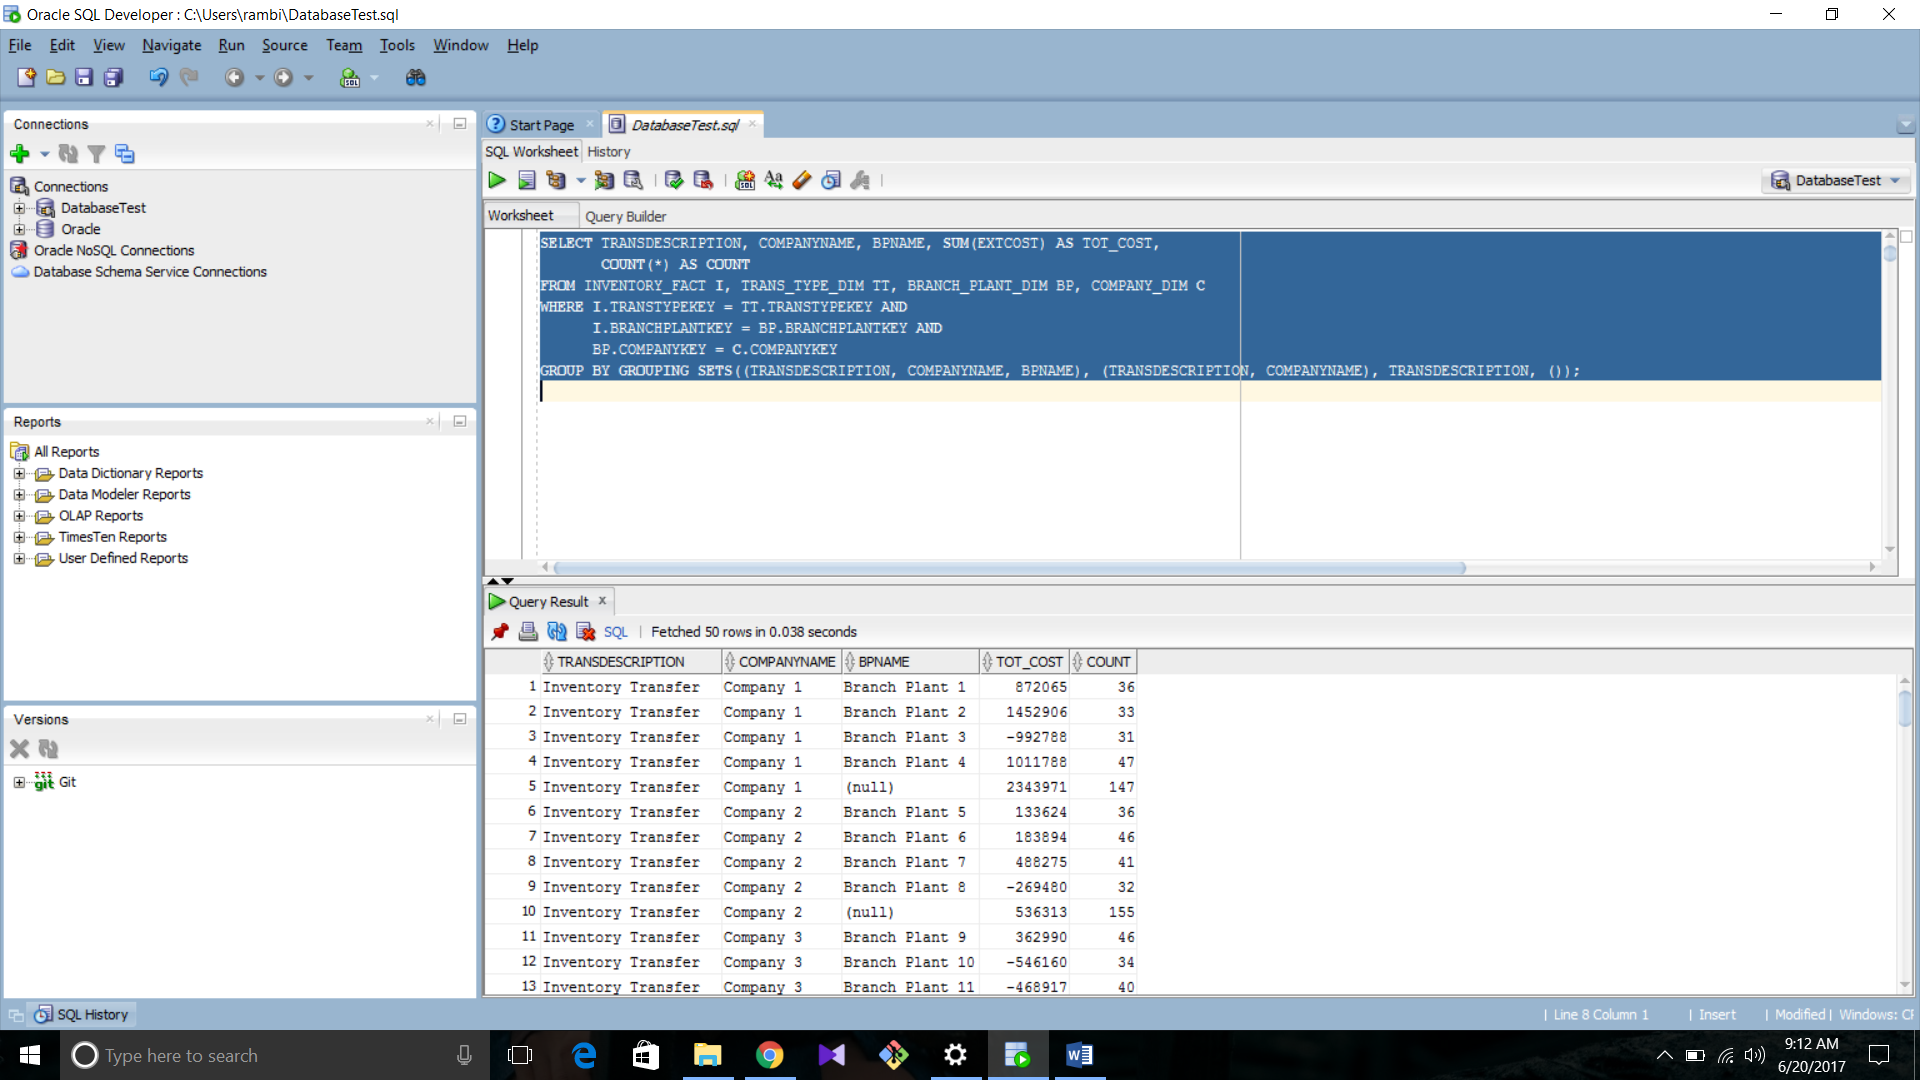 Oracle SQL Developer : C:\Users\rambi\DatabaseTest.sql
File Edit View Navigate Run Source Team Tools Window Help
Connections
Connections
DatabaseTest
Oracle
Oracle NoSQL Connections
Database Schema Service Connections
Reports
All Reports
Data Dictionary Reports
Data Modeler Reports
OLAP Reports
TimesTen Reports
User Defined Reports
Versions
git Git
Start Page DatabaseTest.sql
SQL Worksheet History
DatabaseTest
Worksheet Query Builder
SELECT TRANSDESCRIPTION, COMPANYNAME, BPNAME, SUM(EXTCOST) AS TOT_COST,
COUNT(*) AS COUNT
FROM INVENTORY_FACT I, TRANS_TYPE_DIM TT, BRANCH_PLANT_DIM BP, COMPANY_DIM C
WHERE I.TRANSTYPEKEY = TT.TRANSTYPEKEY AND
I.BRANCHPLANTKEY = BP.BRANCHPLANTKEY AND
BP.COMPANYKEY = C.COMPANYKEY
GROUP BY GROUPING SETS((TRANSDESCRIPTION, COMPANYNAME, BPNAME), (TRANSDESCRIPTION, COMPANYNAME), TRANSDESCRIPTION, ());
Query Result
SQL | Fetched 50 rows in 0.038 seconds
TRANSDESCRIPTION COMPANYNAME BPNAME TOT_COST COUNT
1 Inventory Transfer Company 1 Branch Plant 1 872065 36
2 Inventory Transfer Company 1 Branch Plant 2 1452906 33
3 Inventory Transfer Company 1 Branch Plant 3 -992788 31
4 Inventory Transfer Company 1 Branch Plant 4 1011788 47
5 Inventory Transfer Company 1 (null) 2343971 147
6 Inventory Transfer Company 2 Branch Plant 5 133624 36
7 Inventory Transfer Company 2 Branch Plant 6 183894 46
8 Inventory Transfer Company 2 Branch Plant 7 488275 41
9 Inventory Transfer Company 2 Branch Plant 8 -269480 32
10 Inventory Transfer Company 2 (null) 536313 155
11 Inventory Transfer Company 3 Branch Plant 9 362990 46
12 Inventory Transfer Company 3 Branch Plant 10 -546160 34
13 Inventory Transfer Company 3 Branch Plant 11 -468917 40
SQL History
| Line 8 Column 1 | Insert | Modified | Windows: CF
Type here to search
9:12 AM
6/20/2017